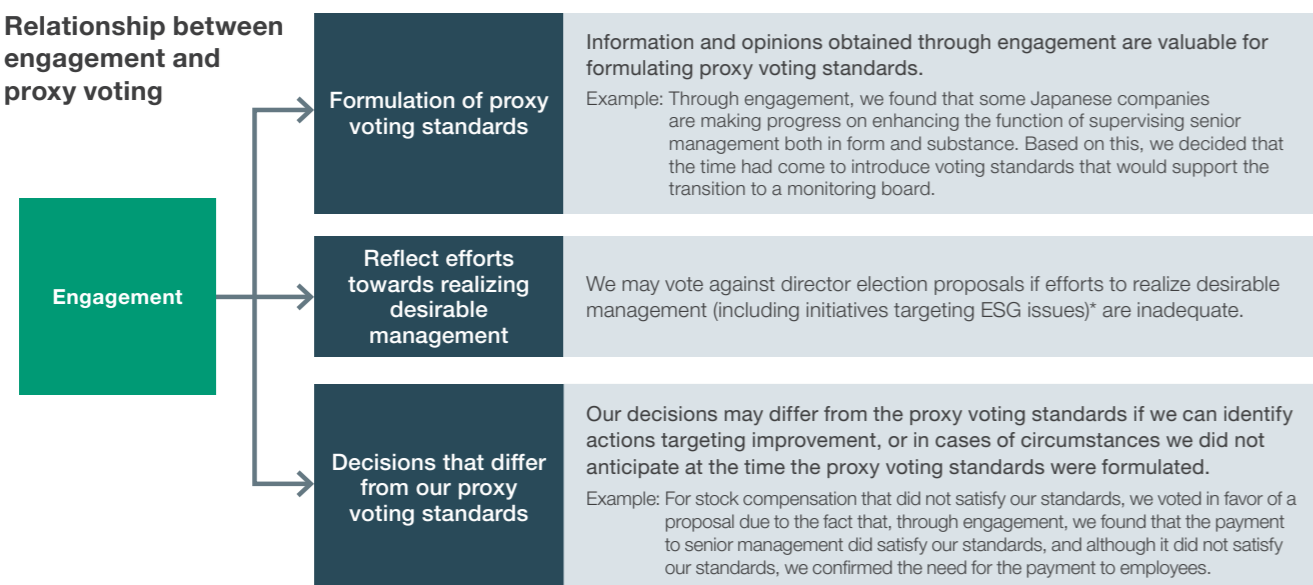 Relationship between
engagement and
proxy voting
Engagement
Formulation of proxy
voting standards
Information and opinions obtained through engagement are valuable for
formulating proxy voting standards.
Example: Through engagement, we found that some Japanese companies
are making progress on enhancing the function of supervising senior
management both in form and substance. Based on this, we decided that
the time had come to introduce voting standards that would support the
transition to a monitoring board.
Reflect efforts
towards realizing
desirable
management
We may vote against director election proposals if efforts to realize desirable
management (including initiatives targeting ESG issues)* are inadequate.
Decisions that differ
from our proxy
voting standards
Our decisions may differ from the proxy voting standards if we can identify
actions targeting improvement, or in cases of circumstances we did not
anticipate at the time the proxy voting standards were formulated.
Example: For stock compensation that did not satisfy our standards, we voted in favor of a
proposal due to the fact that, through engagement, we found that the payment
to senior management did satisfy our standards, and although it did not satisfy
our standards, we confirmed the need for the payment to employees.